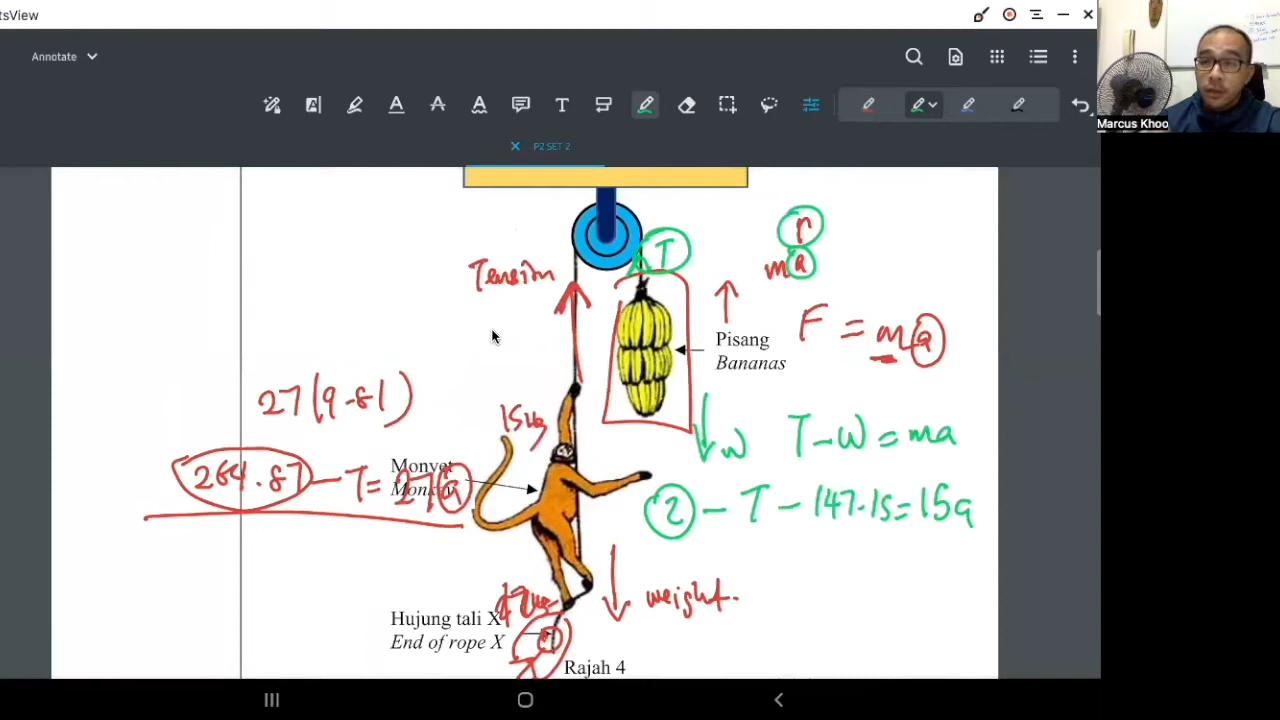 tsView
Annotate
Marcus Khoo
P2 SET 2
T
r
Tension
ma
F = ma
Pisang
Bananas
27(9.81)
15kg
W
T-W=ma
264.87-T=27a
Monyet
Monkey
2-T-147.15=15a
Hujung tali X
End of rope X
weight.
Rajah 4